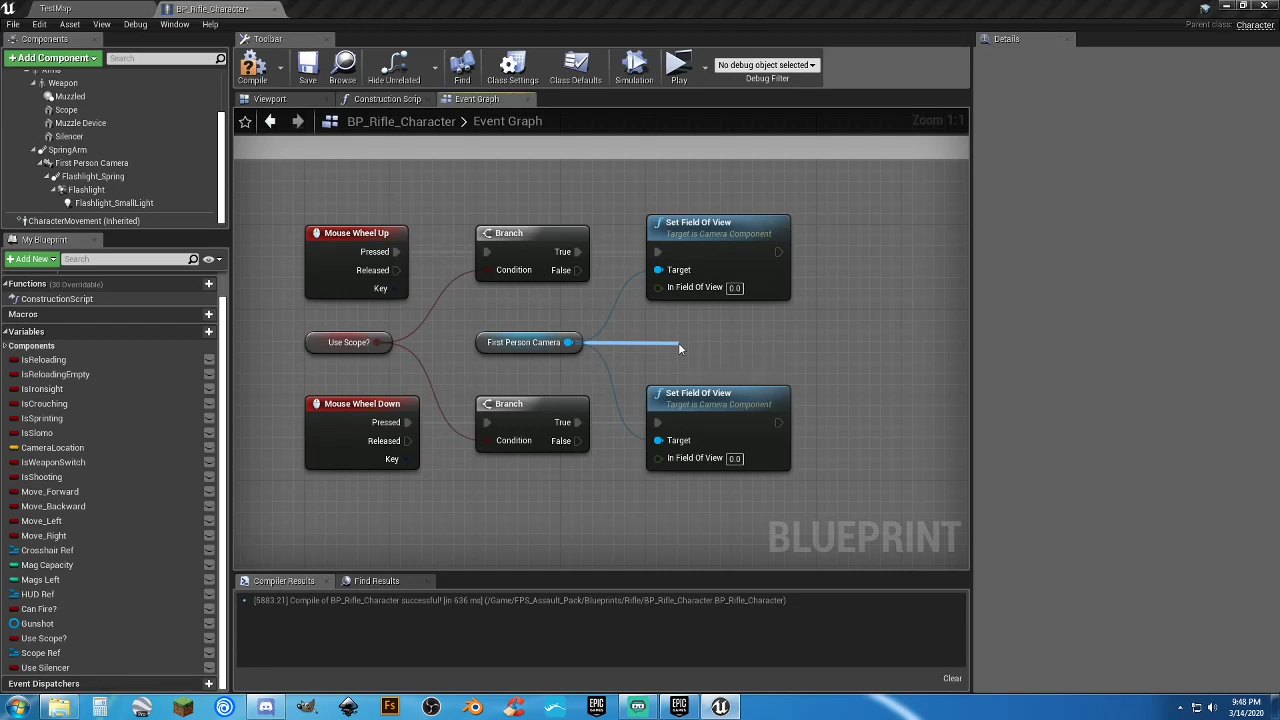 TestMap
BP_Rifle_Character*
File
Edit
Asset
View
Debug
Window
Help
Parent class: Character
Components
+Add Component
Search
Arms
Weapon
Muzzled
Scope
Muzzle Device
Silencer
SpringArm
First Person Camera
Flashlight_Spring
Flashlight
Flashlight_SmallLight
CharacterMovement (Inherited)
My Blueprint
+Add New
Search
Functions (30 Overridable)
ConstructionScript
Macros
Variables
Components
IsReloading
IsReloadingEmpty
IsIronsight
IsCrouching
IsSprinting
IsSlomo
CameraLocation
IsWeaponSwitch
IsShooting
Move_Forward
Move_Backward
Move_Left
Move_Right
Crosshair Ref
Mag Capacity
Mags Left
HUD Ref
Can Fire?
Gunshot
Use Scope?
Scope Ref
Use Silencer
Event Dispatchers
Toolbar
Compile
Save
Browse
Hide Unrelated
Find
Class Settings
Class Defaults
Simulation
Play
No debug object selected
Debug Filter
Viewport
Construction Scrip
Event Graph
BP_Rifle_Character > Event Graph
Zoom 1:1
Mouse Wheel Up
Pressed
Released
Key
Branch
True
Condition
False
Set Field Of View
Target is Camera Component
Target
In Field Of View 0.0
Use Scope?
First Person Camera
Mouse Wheel Down
Pressed
Released
Key
Branch
True
Condition
False
Set Field Of View
Target is Camera Component
Target
In Field Of View 0.0
BLUEPRINT
Compiler Results
Find Results
[5883.21] Compile of BP_Rifle_Character successful! [in 636 ms] (/Game/FPS_Assault_Pack/Blueprints/Rifle/BP_Rifle_Character.BP_Rifle_Character)
Clear
Details
Pro
Fs
EPIC GAMES
EPIC GAMES
9:48 PM
3/14/2020